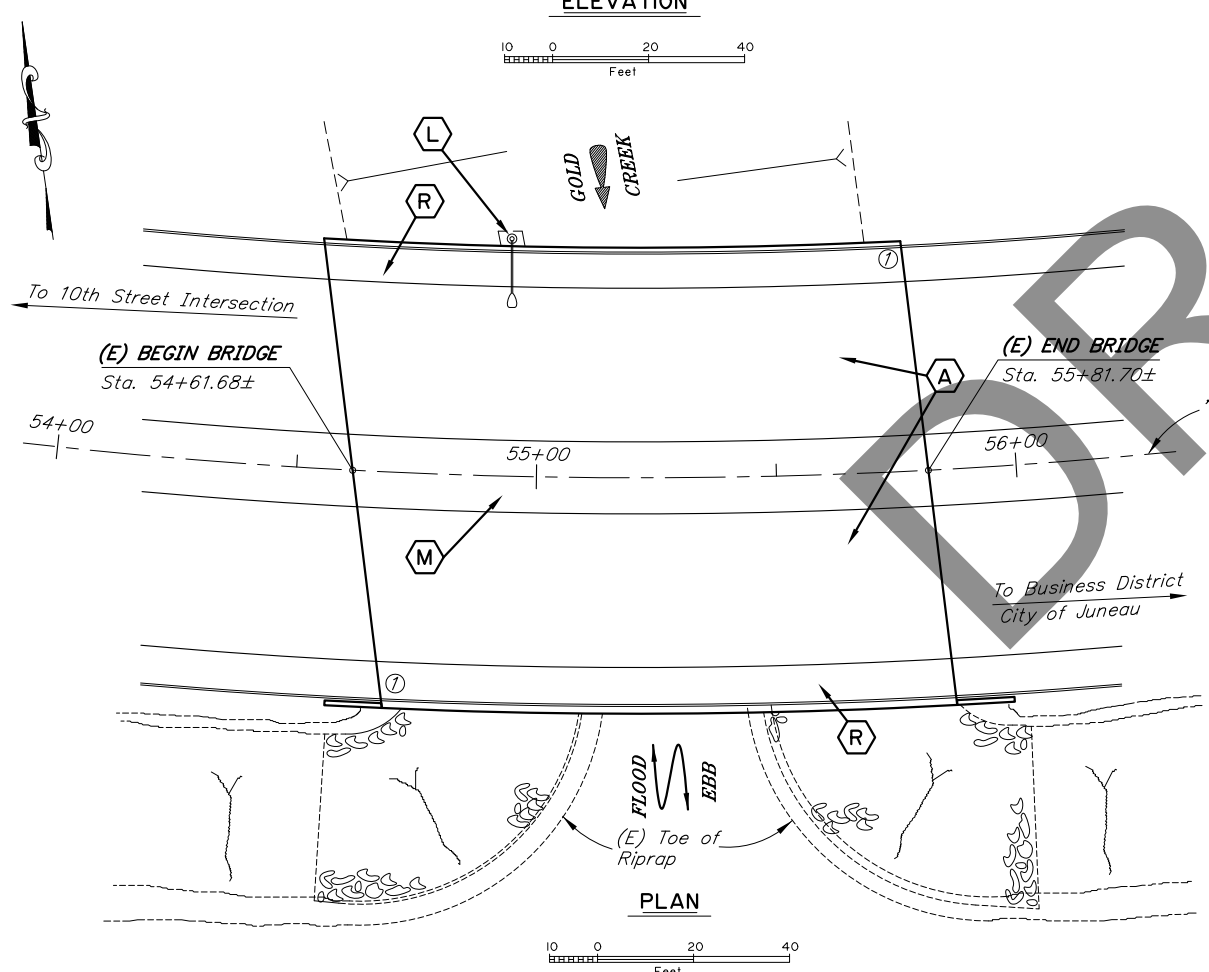 ELEVATION
10 0 20 40
Feet
L
GOLD
CREEK
R
1
To 10th Street Intersection
(E) BEGIN BRIDGE
Sta. 54+61.68±
(E) END BRIDGE
Sta. 55+81.70±
A
54+00
55+00
56+00
M
To Business District
City of Juneau
1
R
FLOOD
EBB
(E) Toe of
Riprap
PLAN
10 0 20 40
Feet
DR